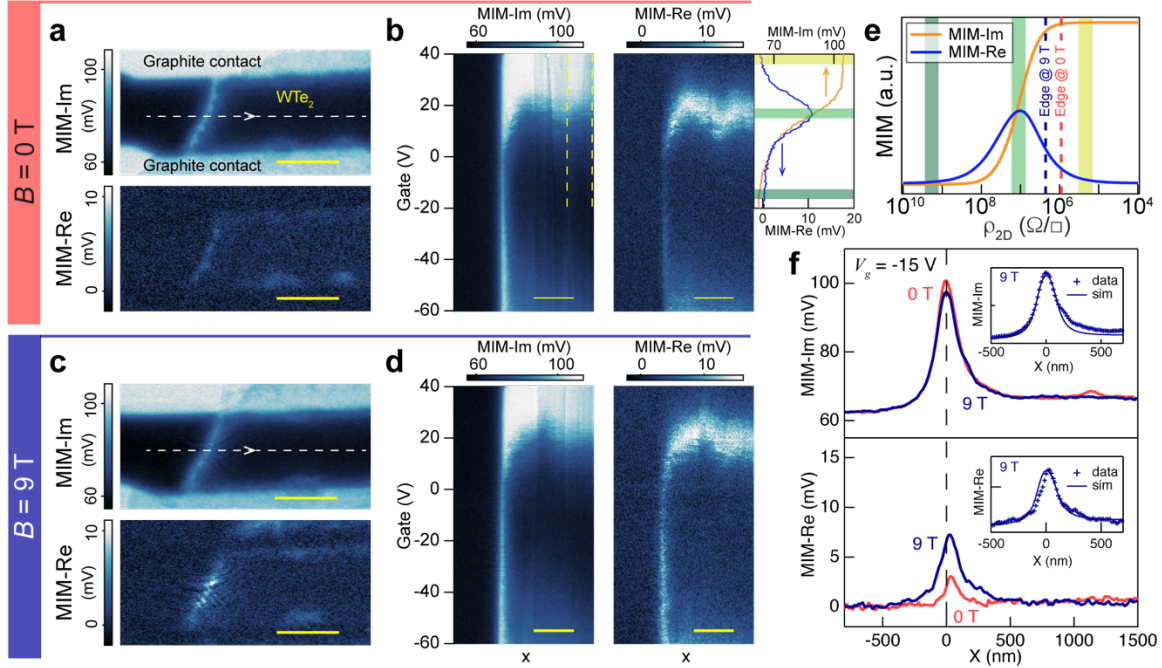 B = 0 T
a
MIM-Im (mV)
100
60
Graphite contact
WTe2
Graphite contact
MIM-Re (mV)
10
0
b
MIM-Im (mV)
60 100
MIM-Re (mV)
0 10
Gate (V)
40
20
0
-20
-40
-60
MIM-Im (mV)
70 100
0 10 20
MIM-Re (mV)
e
MIM-Im
MIM-Re
MIM (a.u.)
Edge @ 9 T
Edge @ 0 T
10^10 10^8 10^6 10^4
ρ2D (Ω/□)
B = 9 T
c
MIM-Im (mV)
100
60
MIM-Re (mV)
10
0
d
MIM-Im (mV)
60 100
MIM-Re (mV)
0 10
Gate (V)
40
20
0
-20
-40
-60
x
x
f
Vg = -15 V
MIM-Im (mV)
100
80
60
0 T
9 T
9 T
data
sim
MIM-Im
-500 0 500
X (nm)
MIM-Re (mV)
15
10
5
0
9 T
0 T
9 T
data
sim
MIM-Re
-500 0 500
X (nm)
-500 0 500 1000 1500
X (nm)